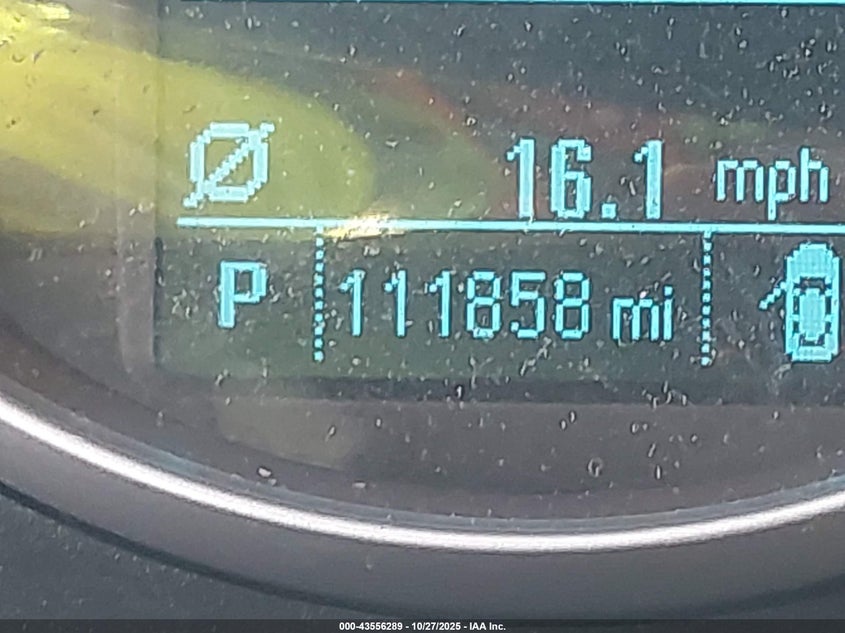 Ø 16.1 mph
P 111858 mi
000-43556289 - 10/27/2025 - IAA Inc.